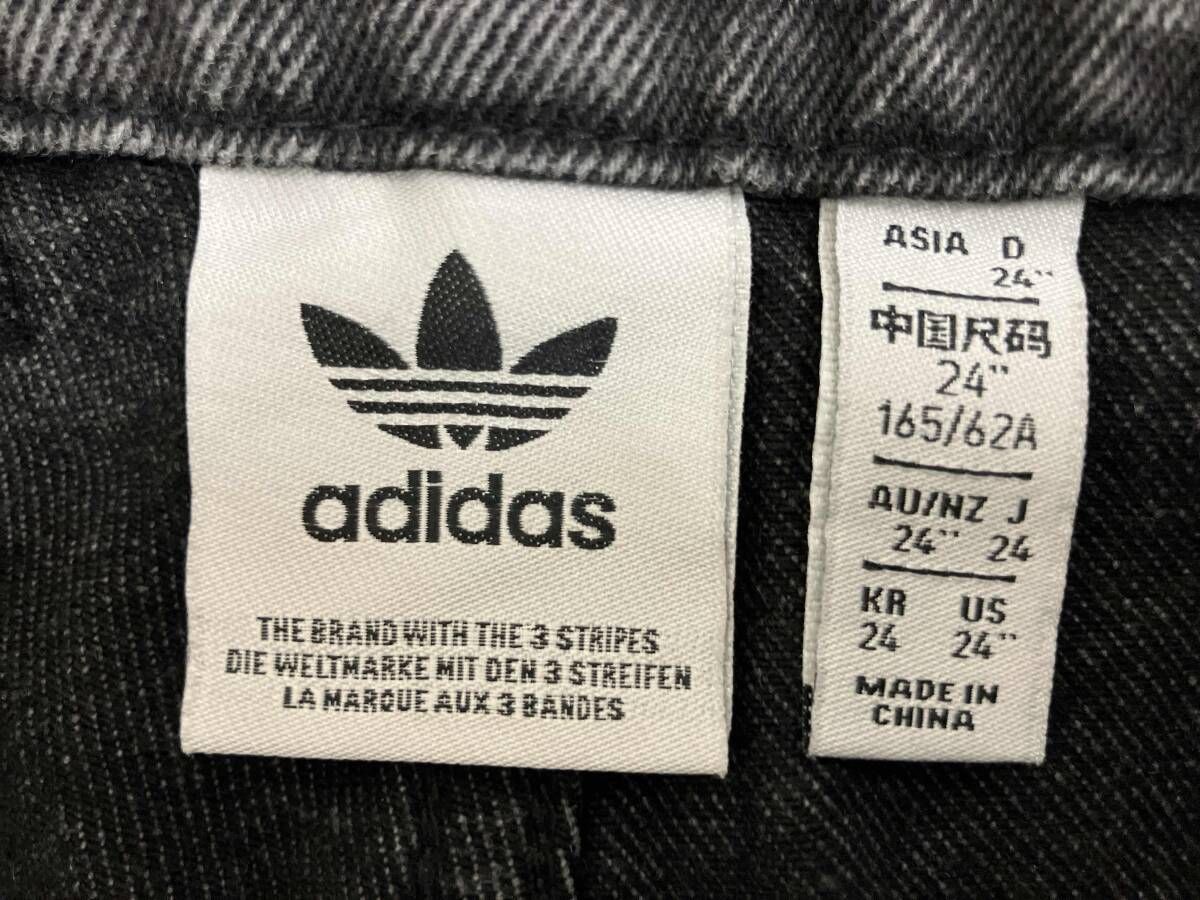 adidas
THE BRAND WITH THE 3 STRIPES
DIE WELTMARKE MIT DEN 3 STREIFEN
LA MARQUE AUX 3 BANDES
ASIA D
24"
中国尺码
24"
165/62A
AU/NZ J
24" 24
KR US
24 24"
MADE IN
CHINA